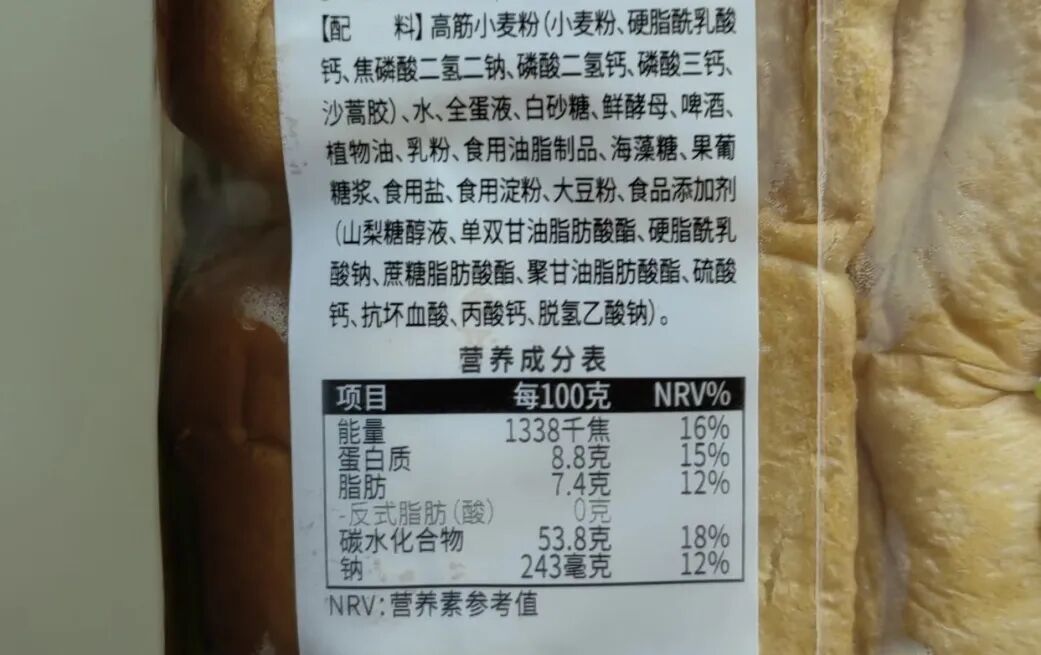 【配 料】高筋小麦粉(小麦粉、硬脂酰乳酸
钙、焦磷酸二氢二钠、磷酸二氢钙、磷酸三钙、
沙蒿胶)、水、全蛋液、白砂糖、鲜酵母、啤酒、
植物油、乳粉、食用油脂制品、海藻糖、果葡
糖浆、食用盐、食用淀粉、大豆粉、食品添加剂
(山梨糖醇液、单双甘油脂肪酸酯、硬脂酰乳
酸钠、蔗糖脂肪酸酯、聚甘油脂肪酸酯、硫酸
钙、抗坏血酸、丙酸钙、脱氢乙酸钠)。
营养成分表
项目 每100克 NRV%
能量 1338千焦 16%
蛋白质 8.8克 15%
脂肪 7.4克 12%
-反式脂肪(酸) 0克
碳水化合物 53.8克 18%
钠 243毫克 12%
NRV:营养素参考值